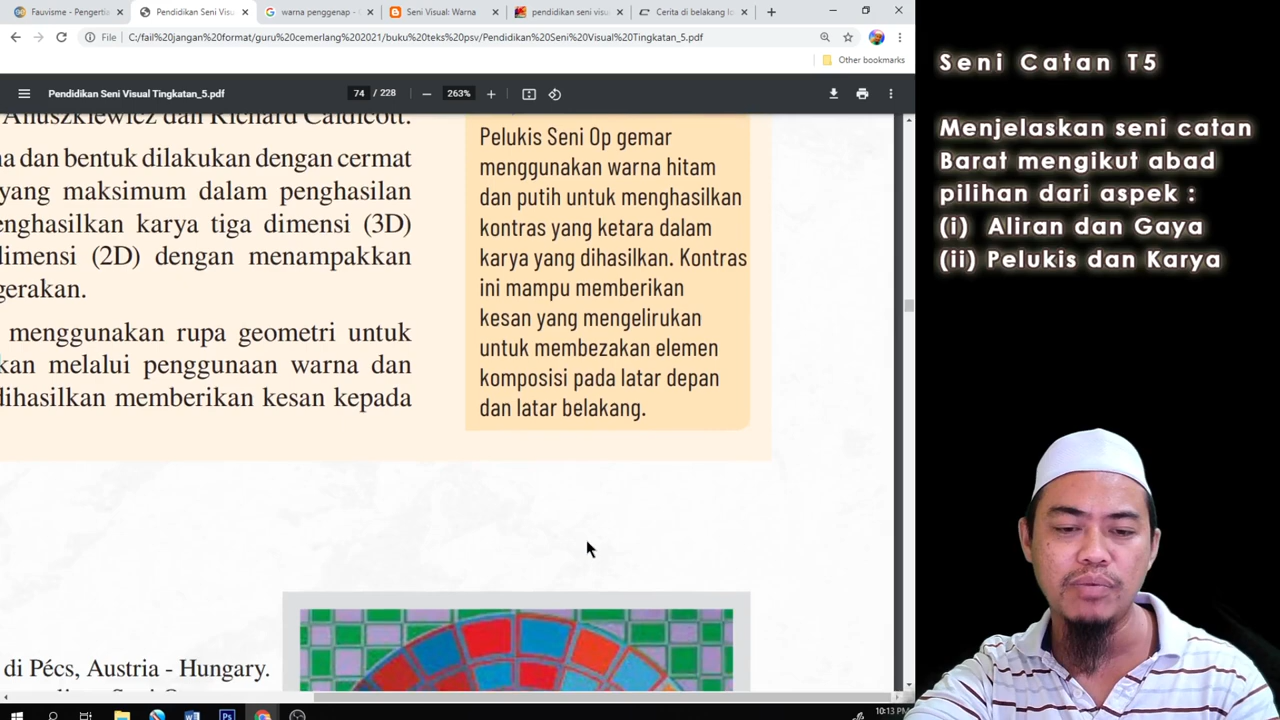 Fauvisme - Pengertia
Pendidikan Seni Visu
warna penggenap -
Seni Visual: Warna
pendidikan seni visu
Cerita di belakang lo
File
C:/fail%20jangan%20format/guru%20cemerlang%202021/buku%20teks%20psv/Pendidikan%20Seni%20Visual%20Tingkatan_5.pdf
Other bookmarks
Pendidikan Seni Visual Tingkatan_5.pdf
74 / 228
263%
Anuszkiewicz dan Richard Caldicott.
a dan bentuk dilakukan dengan cermat
yang maksimum dalam penghasilan
enghasilkan karya tiga dimensi (3D)
limensi (2D) dengan menampakkan
gerakan.
menggunakan rupa geometri untuk
kan melalui penggunaan warna dan
dihasilkan memberikan kesan kepada
Pelukis Seni Op gemar
menggunakan warna hitam
dan putih untuk menghasilkan
kontras yang ketara dalam
karya yang dihasilkan. Kontras
ini mampu memberikan
kesan yang mengelirukan
untuk membezakan elemen
komposisi pada latar depan
dan latar belakang.
di Pécs, Austria - Hungary.
10:13 PM
Seni Catan T5
Menjelaskan seni catan
Barat mengikut abad
pilihan dari aspek :
(i) Aliran dan Gaya
(ii) Pelukis dan Karya